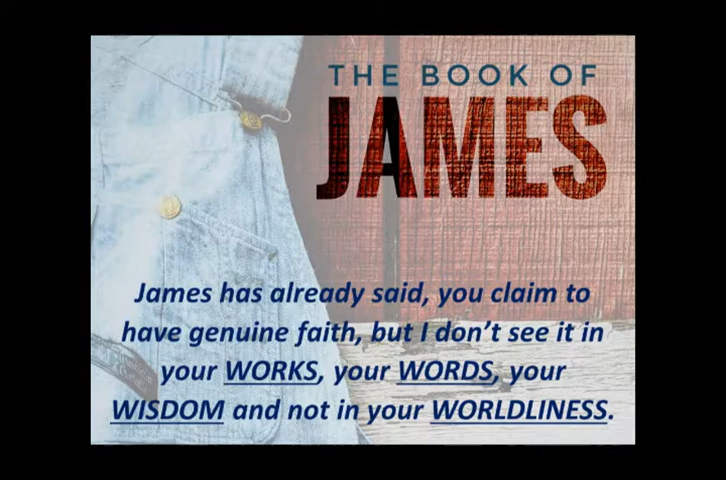 THE BOOK OF
JAMES
James has already said, you claim to
have genuine faith, but I don't see it in
your WORKS, your WORDS, your
WISDOM and not in your WORLDLINESS.